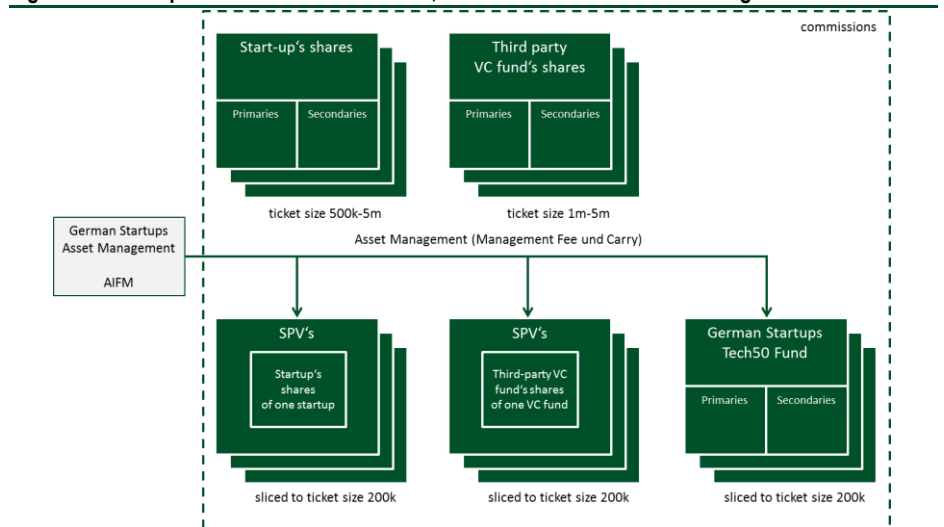 commissions
Start-up's shares
Primaries
Secondaries
ticket size 500k-5m
Third party
VC fund's shares
Primaries
Secondaries
ticket size 1m-5m
German Startups
Asset Management
AIFM
Asset Management (Management Fee und Carry)
SPV's
Startup's
shares
of one startup
sliced to ticket size 200k
SPV's
Third-party VC
fund's shares
of one VC fund
sliced to ticket size 200k
German Startups
Tech50 Fund
Primaries
Secondaries
sliced to ticket size 200k